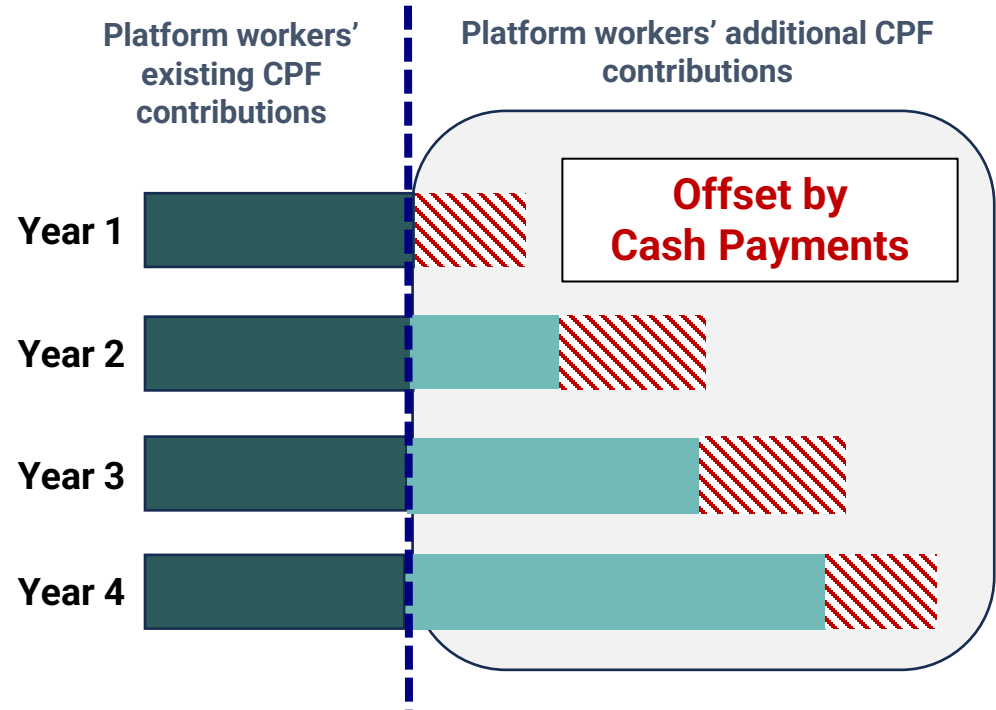 Platform workers’
existing CPF
contributions
Platform workers’ additional CPF
contributions
Offset by
Cash Payments
Year 1
Year 2
Year 3
Year 4